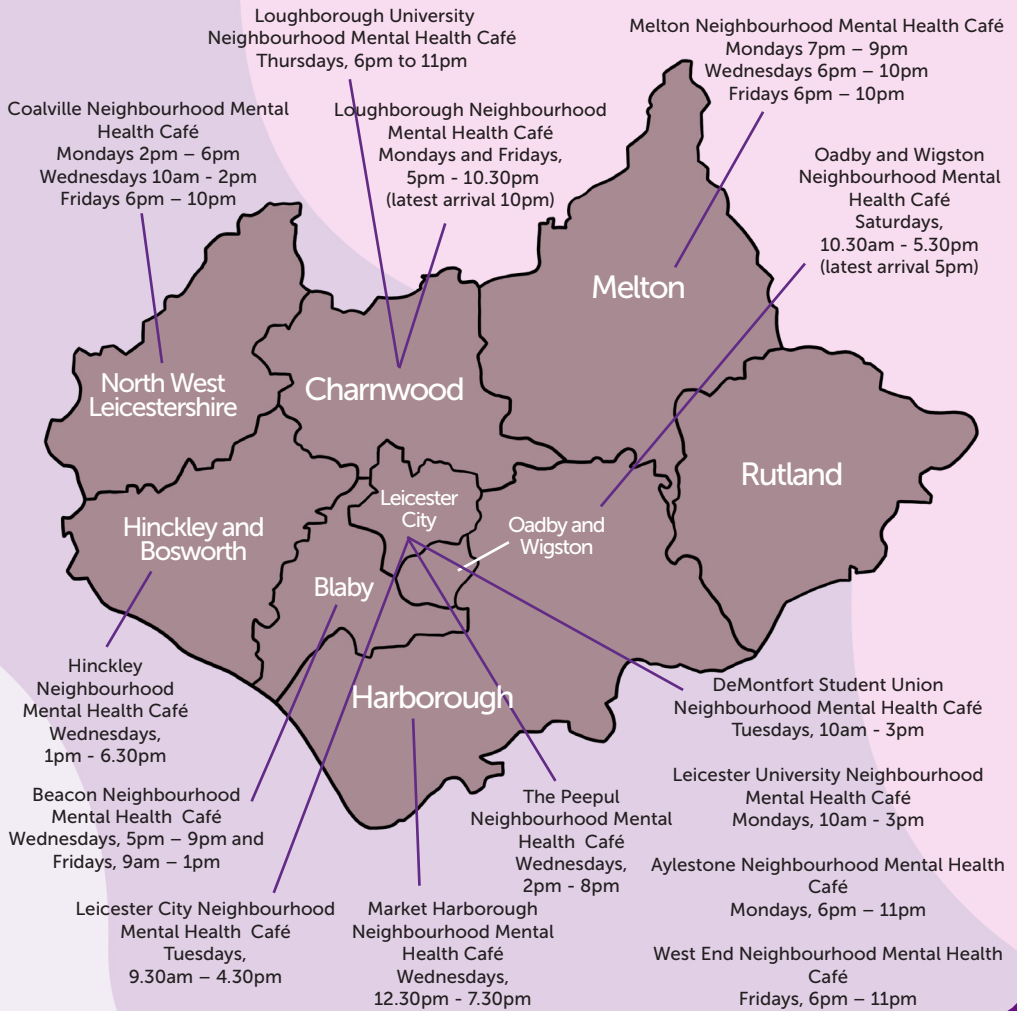 Loughborough University
Neighbourhood Mental Health Café
Thursdays, 6pm to 11pm
Melton Neighbourhood Mental Health Café
Mondays 7pm – 9pm
Wednesdays 6pm – 10pm
Fridays 6pm – 10pm
Coalville Neighbourhood Mental
Health Café
Mondays 2pm – 6pm
Wednesdays 10am - 2pm
Fridays 6pm – 10pm
Loughborough Neighbourhood
Mental Health Café
Mondays and Fridays,
5pm - 10.30pm
(latest arrival 10pm)
Oadby and Wigston
Neighbourhood Mental
Health Café
Saturdays,
10.30am - 5.30pm
(latest arrival 5pm)
Melton
North West
Leicestershire
Charnwood
Rutland
Leicester
City
Hinckley and
Bosworth
Oadby and
Wigston
Blaby
Harborough
Hinckley
Neighbourhood
Mental Health Café
Wednesdays,
1pm - 6.30pm
DeMontfort Student Union
Neighbourhood Mental Health Café
Tuesdays, 10am - 3pm
Beacon Neighbourhood
Mental Health Café
Wednesdays, 5pm – 9pm and
Fridays, 9am – 1pm
The Peepul
Neighbourhood Mental
Health Café
Wednesdays,
2pm - 8pm
Leicester University Neighbourhood
Mental Health Café
Mondays, 10am - 3pm
Aylestone Neighbourhood Mental Health
Café
Mondays, 6pm – 11pm
Leicester City Neighbourhood
Mental Health Café
Tuesdays,
9.30am – 4.30pm
Market Harborough
Neighbourhood Mental
Health Café
Wednesdays,
12.30pm - 7.30pm
West End Neighbourhood Mental Health
Café
Fridays, 6pm – 11pm